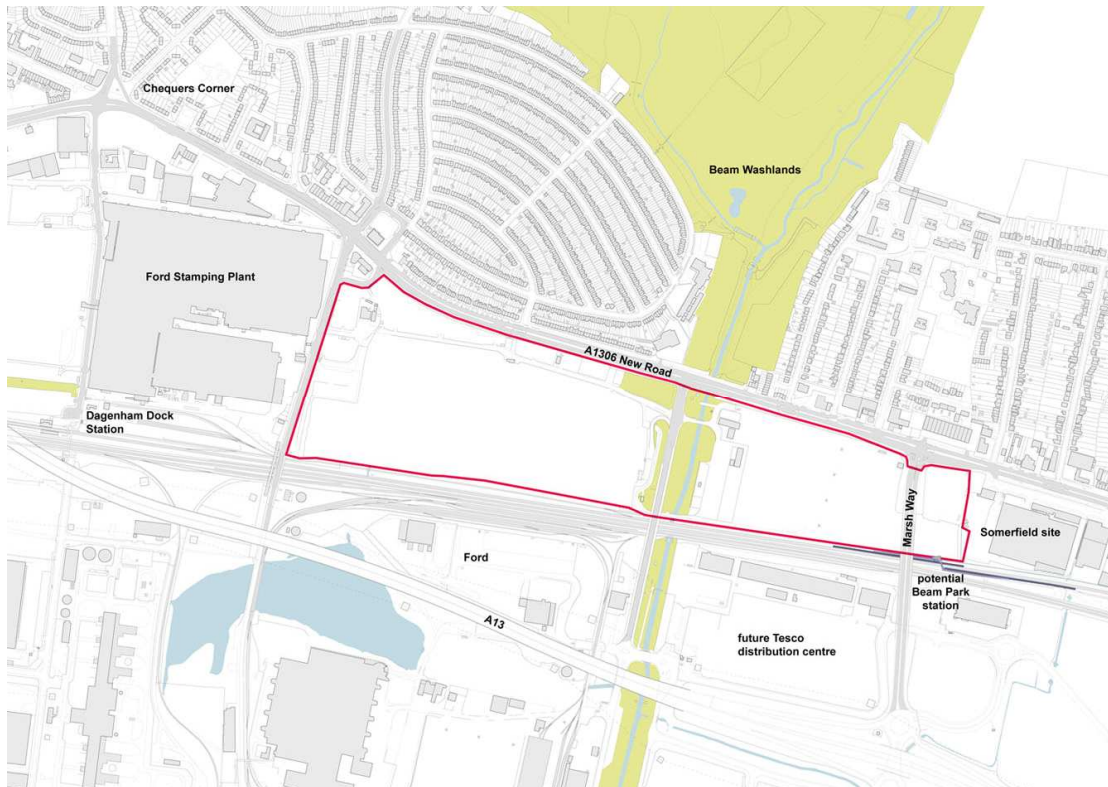 Chequers Corner
Beam Washlands
Ford Stamping Plant
A1306 New Road
Dagenham Dock
Station
Marsh Way
Somerfield site
Ford
potential
Beam Park
station
A13
future Tesco
distribution centre